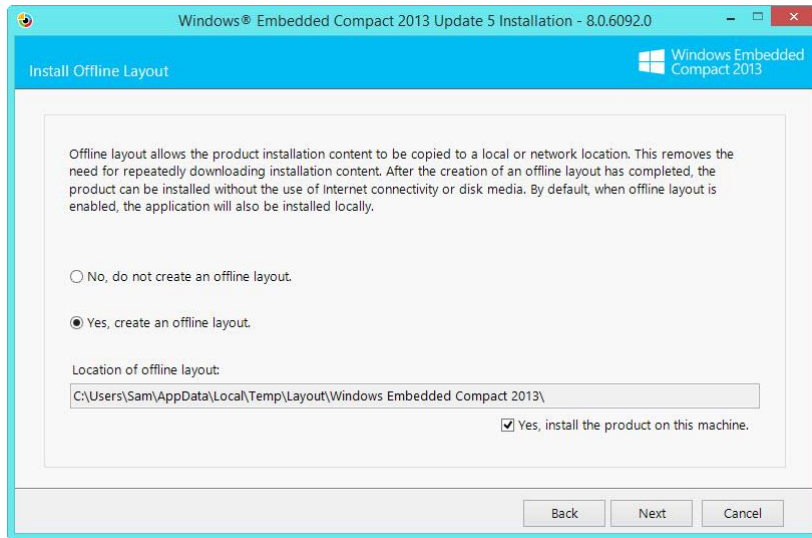 Windows® Embedded Compact 2013 Update 5 Installation - 8.0.6092.0
Install Offline Layout
Windows Embedded
Compact 2013
Offline layout allows the product installation content to be copied to a local or network location. This removes the
need for repeatedly downloading installation content. After the creation of an offline layout has completed, the
product can be installed without the use of Internet connectivity or disk media. By default, when offline layout is
enabled, the application will also be installed locally.
No, do not create an offline layout.
Yes, create an offline layout.
Location of offline layout:
C:\Users\Sam\AppData\Local\Temp\Layout\Windows Embedded Compact 2013\
Yes, install the product on this machine.
Back Next Cancel